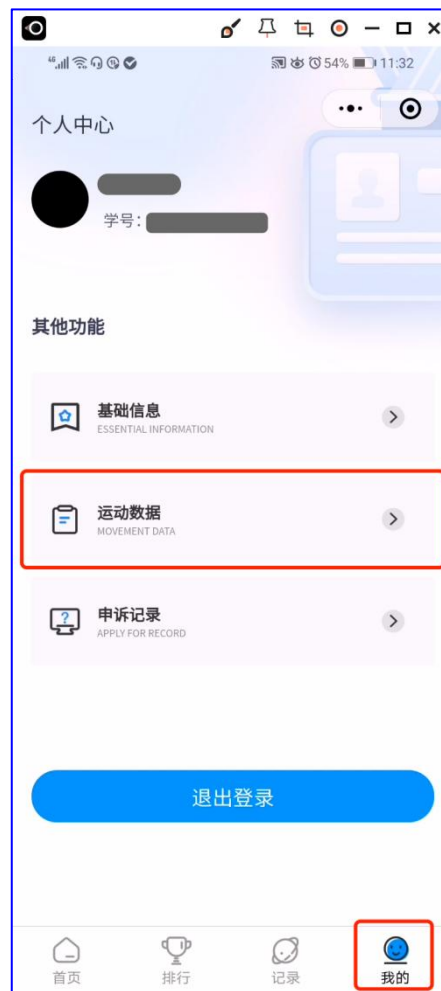 46 54% 11:32
个人中心
学号:
其他功能
基础信息
ESSENTIAL INFORMATION
运动数据
MOVEMENT DATA
申诉记录
APPLY FOR RECORD
退出登录
首页 排行 记录 我的